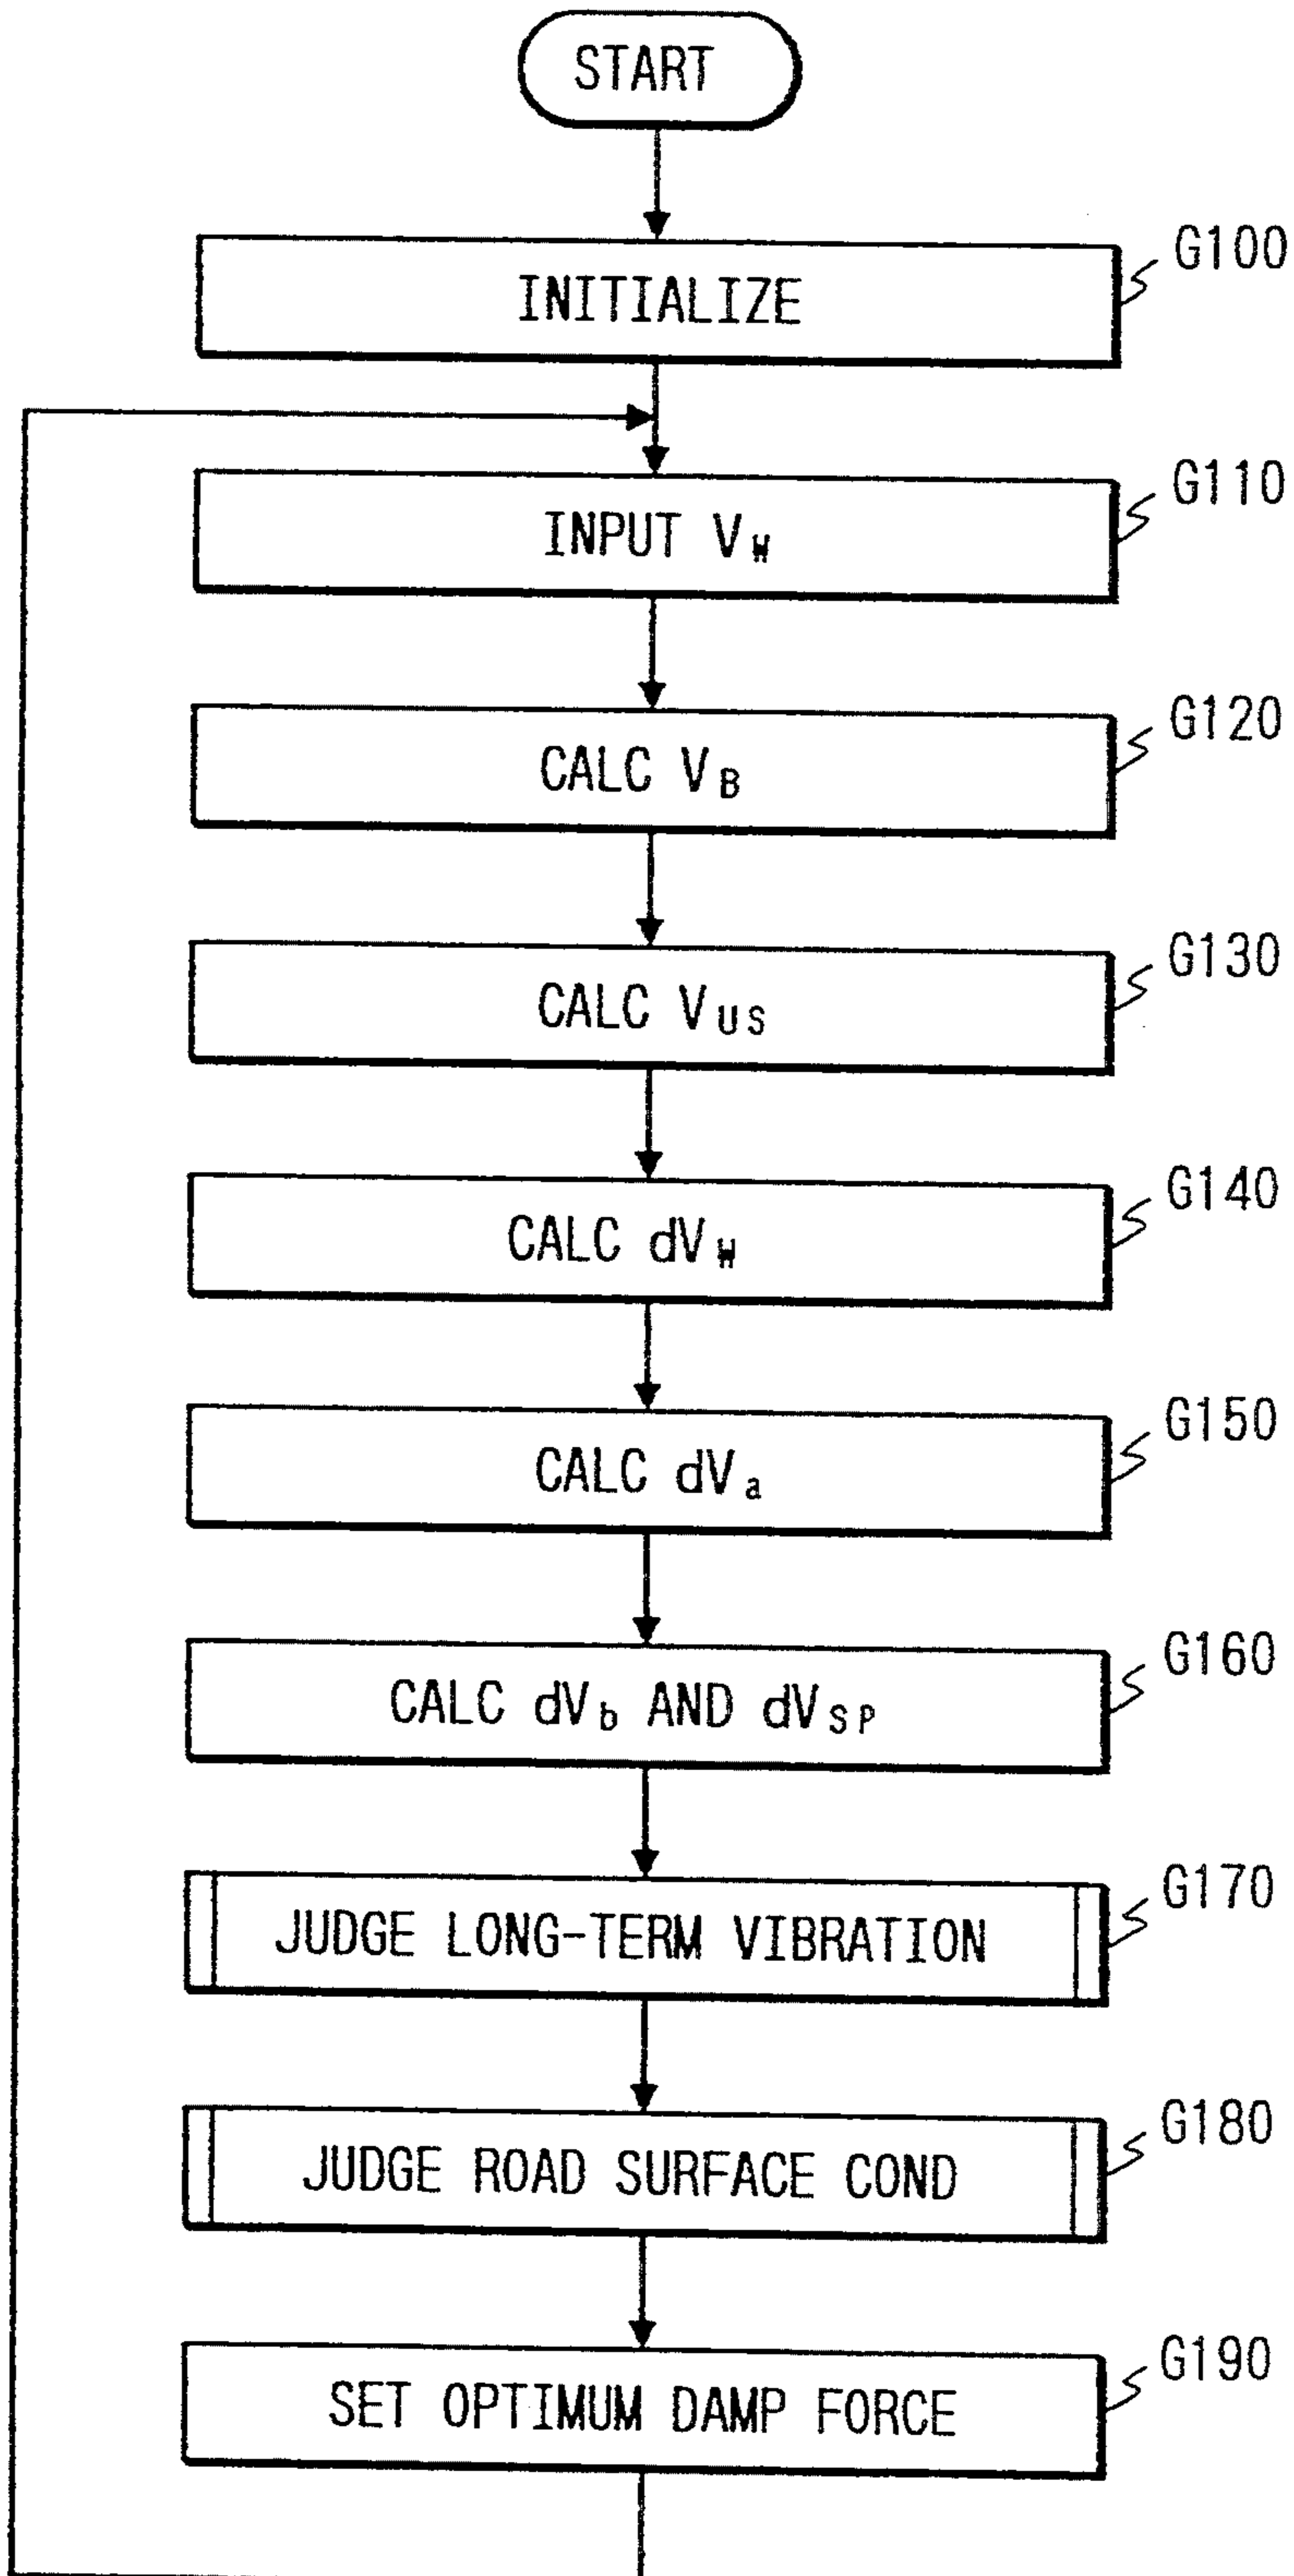 START
INITIALIZE
G100
INPUT VW
G110
CALC VB
G120
CALC VUS
G130
CALC dVW
G140
CALC dVa
G150
CALC dVb AND dVSP
G160
JUDGE LONG-TERM VIBRATION
G170
JUDGE ROAD SURFACE COND
G180
SET OPTIMUM DAMP FORCE
G190